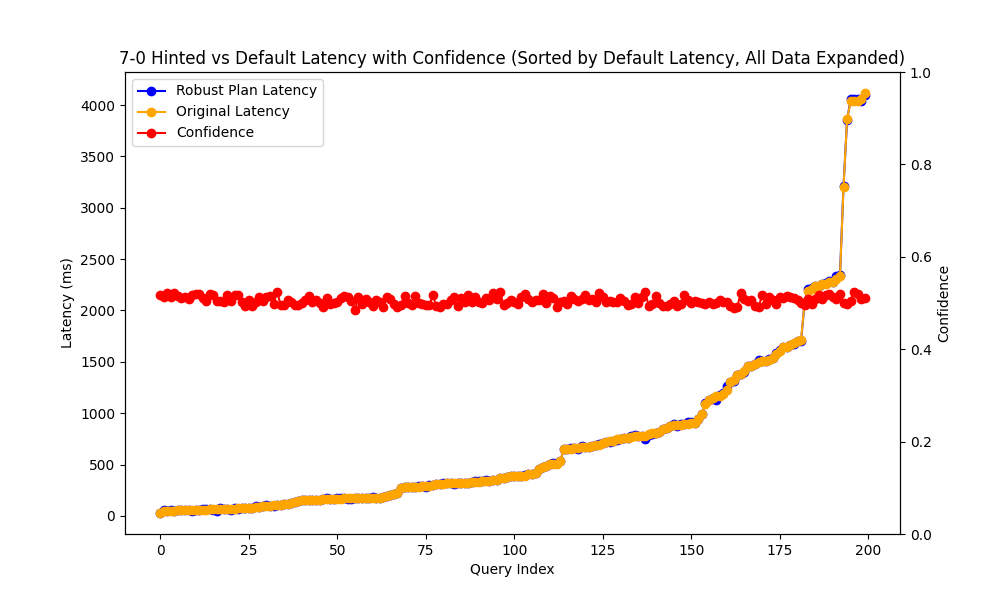 7-0 Hinted vs Default Latency with Confidence (Sorted by Default Latency, All Data Expanded)
Robust Plan Latency
Original Latency
Confidence
4000
3500
3000
2500
2000
1500
1000
500
0
Latency (ms)
1.0
0.8
0.6
0.4
0.2
0.0
Confidence
0 25 50 75 100 125 150 175 200
Query Index